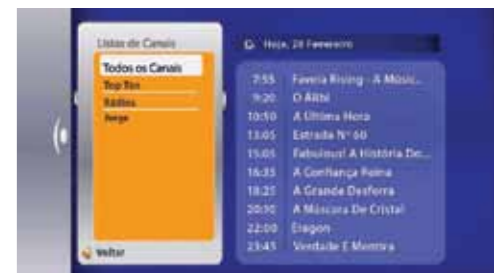 Listas de Canais
Todos os Canais
Top Ten
Rádios
Jorge
Voltar
Hoje, 28 Fevereiro
7:55 Favela Rising - A Músic...
9:20 O Álibi
10:50 A Última Hora
13:05 Estrada Nº 60
15:05 Fabuloso! A História De...
16:35 A Confiança Reina
18:25 A Grande Desforra
20:30 A Máscara De Cristal
22:00 Eragon
23:45 Verdade E Mentira